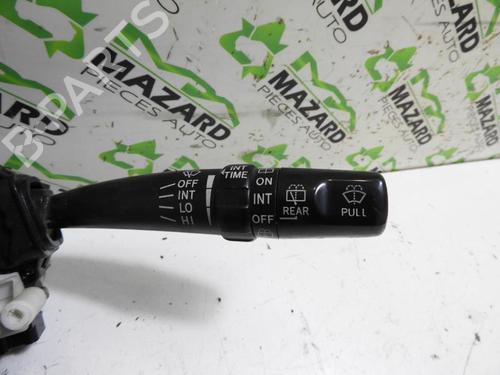 MAZARD
PIECES AUTO
MAZARD
PIECES AUTO
MAZARD
PIECES AUTO
B-PARTS
OFF
INT
LO
HI
INT
TIME
ON
INT
OFF
REAR
PULL